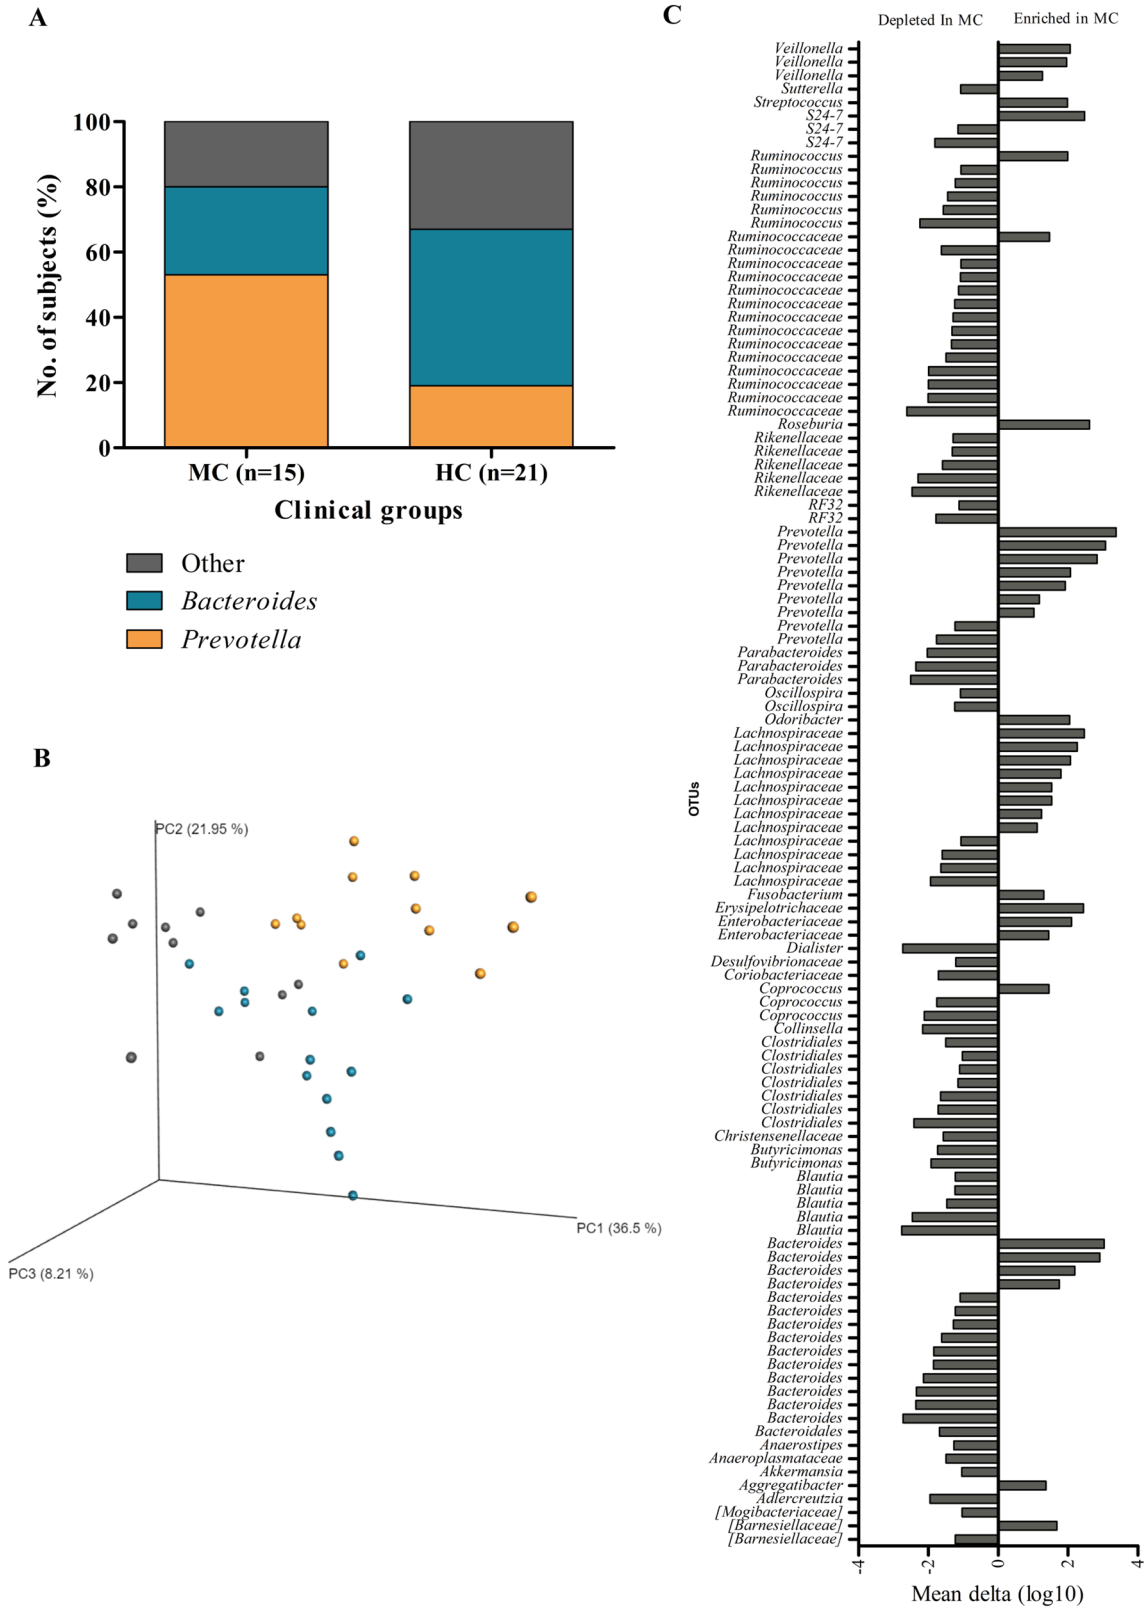 A
No. of subjects (%)
100
80
60
40
20
0
MC (n=15)
HC (n=21)
Clinical groups
Other
Bacteroides
Prevotella
B
PC2 (21.95 %)
PC1 (36.5 %)
PC3 (8.21 %)
C
Depleted In MC
Enriched in MC
OTUs
Veillonella
Veillonella
Veillonella
Sutterella
Streptococcus
S24-7
S24-7
S24-7
Ruminococcus
Ruminococcus
Ruminococcus
Ruminococcus
Ruminococcus
Ruminococcus
Ruminococcaceae
Ruminococcaceae
Ruminococcaceae
Ruminococcaceae
Ruminococcaceae
Ruminococcaceae
Ruminococcaceae
Ruminococcaceae
Ruminococcaceae
Ruminococcaceae
Ruminococcaceae
Ruminococcaceae
Ruminococcaceae
Ruminococcaceae
Roseburia
Rikenellaceae
Rikenellaceae
Rikenellaceae
Rikenellaceae
Rikenellaceae
RF32
RF32
Prevotella
Prevotella
Prevotella
Prevotella
Prevotella
Prevotella
Prevotella
Prevotella
Prevotella
Parabacteroides
Parabacteroides
Parabacteroides
Oscillospira
Oscillospira
Odoribacter
Lachnospiraceae
Lachnospiraceae
Lachnospiraceae
Lachnospiraceae
Lachnospiraceae
Lachnospiraceae
Lachnospiraceae
Lachnospiraceae
Lachnospiraceae
Lachnospiraceae
Lachnospiraceae
Lachnospiraceae
Fusobacterium
Erysipelotrichaceae
Enterobacteriaceae
Enterobacteriaceae
Dialister
Desulfovibrionaceae
Coriobacteriaceae
Coprococcus
Coprococcus
Coprococcus
Collinsella
Clostridiales
Clostridiales
Clostridiales
Clostridiales
Clostridiales
Clostridiales
Clostridiales
Christensenellaceae
Butyricimonas
Butyricimonas
Blautia
Blautia
Blautia
Blautia
Blautia
Bacteroides
Bacteroides
Bacteroides
Bacteroides
Bacteroides
Bacteroides
Bacteroides
Bacteroides
Bacteroides
Bacteroides
Bacteroides
Bacteroides
Bacteroides
Bacteroides
Bacteroidales
Anaerostipes
Anaeroplasmataceae
Akkermansia
Aggregatibacter
Adlercreutzia
[Mogibacteriaceae]
[Barnesiellaceae]
[Barnesiellaceae]
-4
-2
0
2
4
Mean delta (log10)